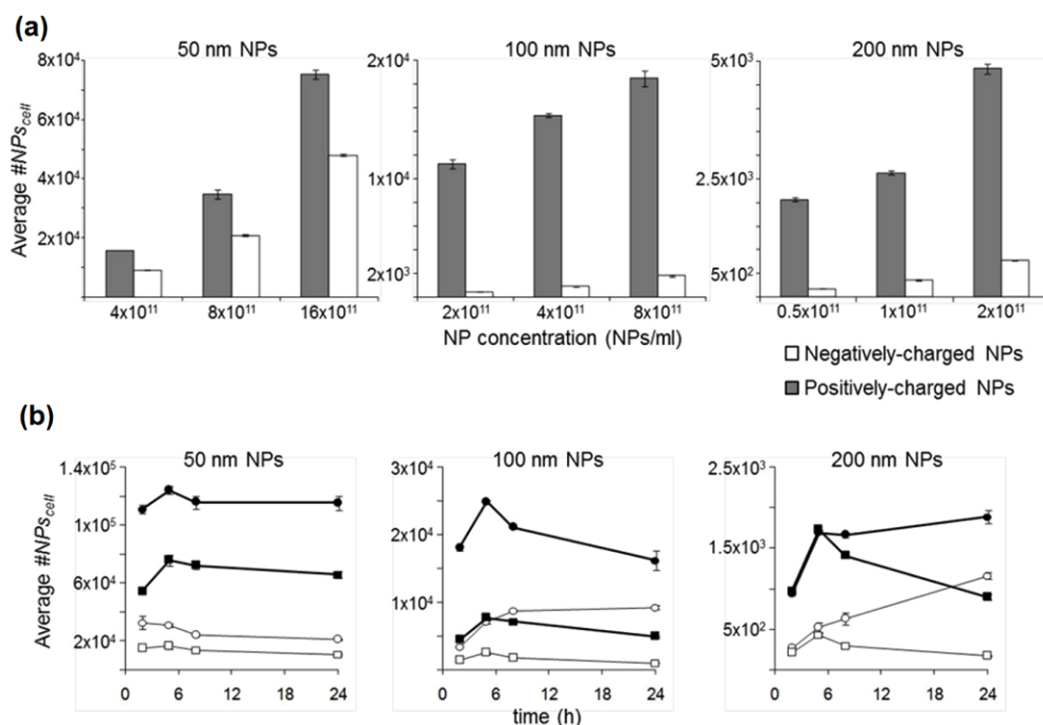 (a)
50 nm NPs
100 nm NPs
200 nm NPs
Average #NPs_cell
8x10⁴
6x10⁴
4x10⁴
2x10⁴
4x10¹¹
8x10¹¹
16x10¹¹
2x10⁴
1x10⁴
2x10³
2x10¹¹
4x10¹¹
8x10¹¹
5x10³
2.5x10³
5x10²
0.5x10¹¹
1x10¹¹
2x10¹¹
NP concentration (NPs/ml)
Negatively-charged NPs
Positively-charged NPs
(b)
50 nm NPs
100 nm NPs
200 nm NPs
Average #NPs_cell
1.4x10⁵
1x10⁵
6x10⁴
2x10⁴
0 6 12 18 24
3x10⁴
2x10⁴
1x10⁴
0 6 12 18 24
2.5x10³
1.5x10³
5x10²
0 6 12 18 24
time (h)